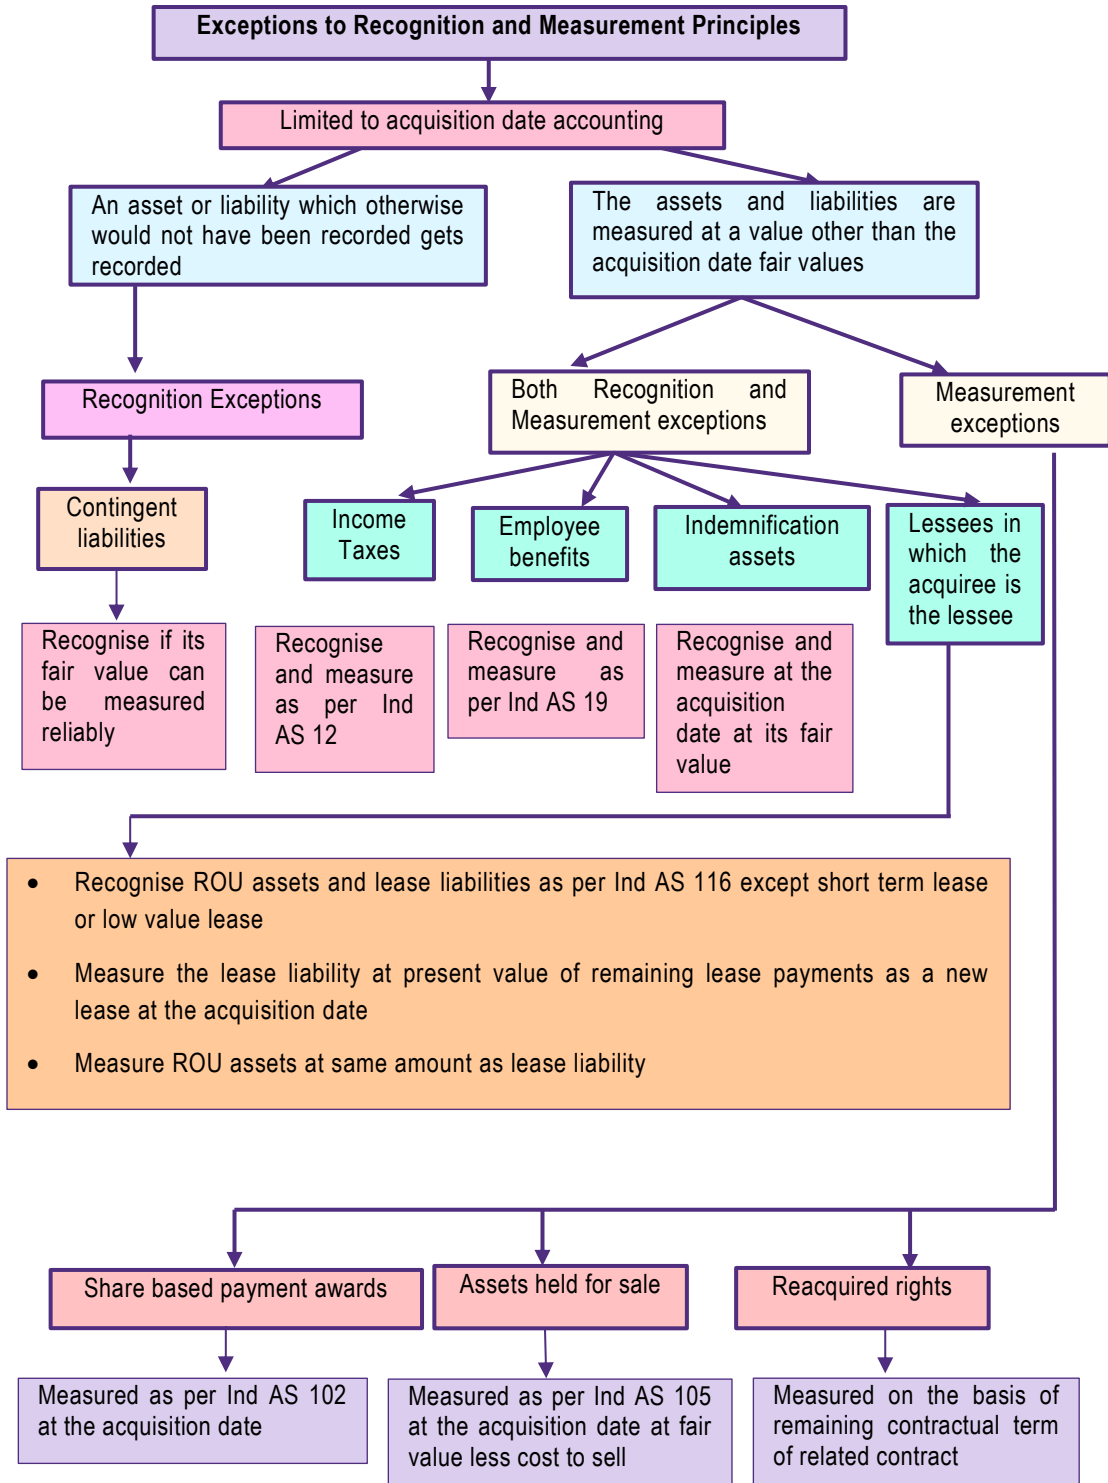 Exceptions to Recognition and Measurement Principles
Limited to acquisition date accounting
An asset or liability which otherwise
would not have been recorded gets
recorded
The assets and liabilities are
measured at a value other than the
acquisition date fair values
Recognition Exceptions
Both Recognition and
Measurement exceptions
Measurement
exceptions
Contingent
liabilities
Income
Taxes
Employee
benefits
Indemnification
assets
Lessees in
which the
acquiree is
the lessee
Recognise if its
fair value can
be measured
reliably
Recognise
and measure
as per Ind
AS 12
Recognise and
measure as
per Ind AS 19
Recognise and
measure at the
acquisition
date at its fair
value
• Recognise ROU assets and lease liabilities as per Ind AS 116 except short term lease
or low value lease
• Measure the lease liability at present value of remaining lease payments as a new
lease at the acquisition date
• Measure ROU assets at same amount as lease liability
Share based payment awards
Assets held for sale
Reacquired rights
Measured as per Ind AS 102
at the acquisition date
Measured as per Ind AS 105
at the acquisition date at fair
value less cost to sell
Measured on the basis of
remaining contractual term
of related contract